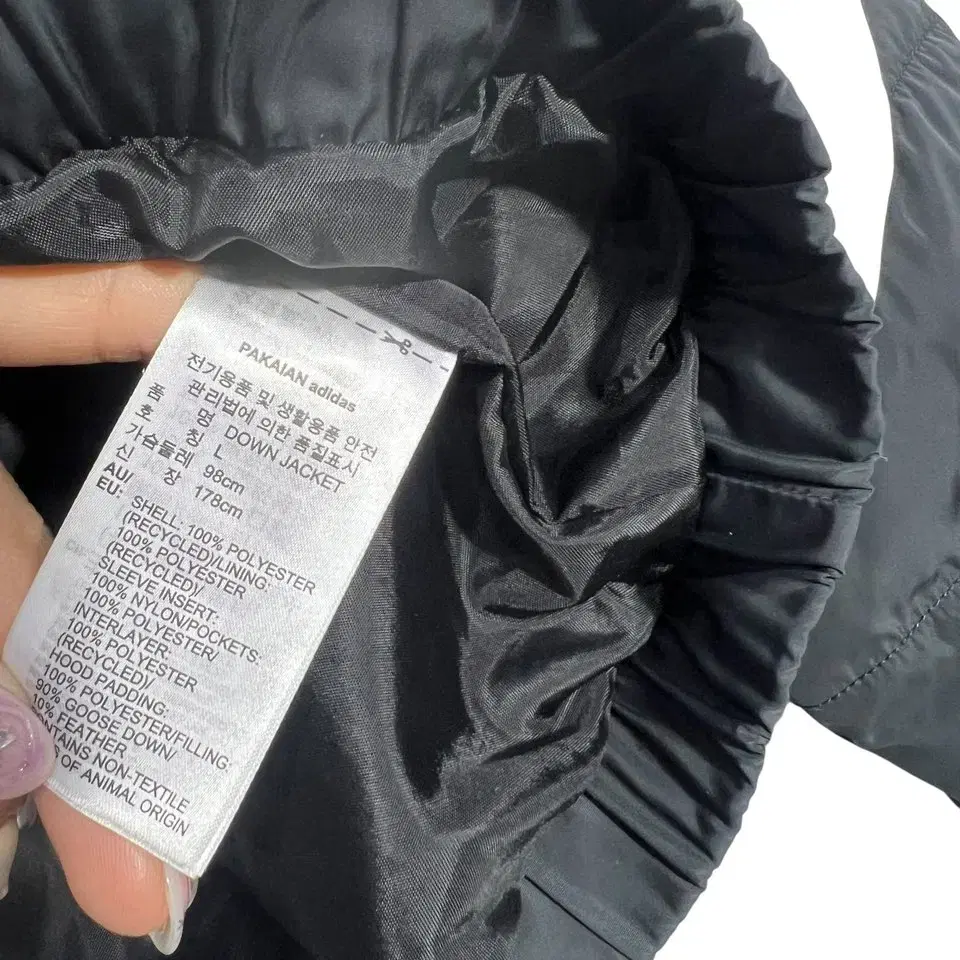 PAKAIAN adidas
전기용품 및 생활용품 안전
관리법에 의한 품질표시
품 명 DOWN JACKET
호 칭 L
가슴둘레 98cm
신 장 178cm
AU/
EU: SHELL: 100% POLYESTER
(RECYCLED)/LINING:
100% POLYESTER
(RECYCLED)/
SLEEVE INSERT:
100% NYLON/POCKETS:
100% POLYESTER/
INTERLAYER:
100% POLYESTER
(RECYCLED)/
HOOD PADDING:
100% POLYESTER/FILLING:
90% GOOSE DOWN/
10% FEATHER
NON-TEXTILE
OF ANIMAL ORIGIN